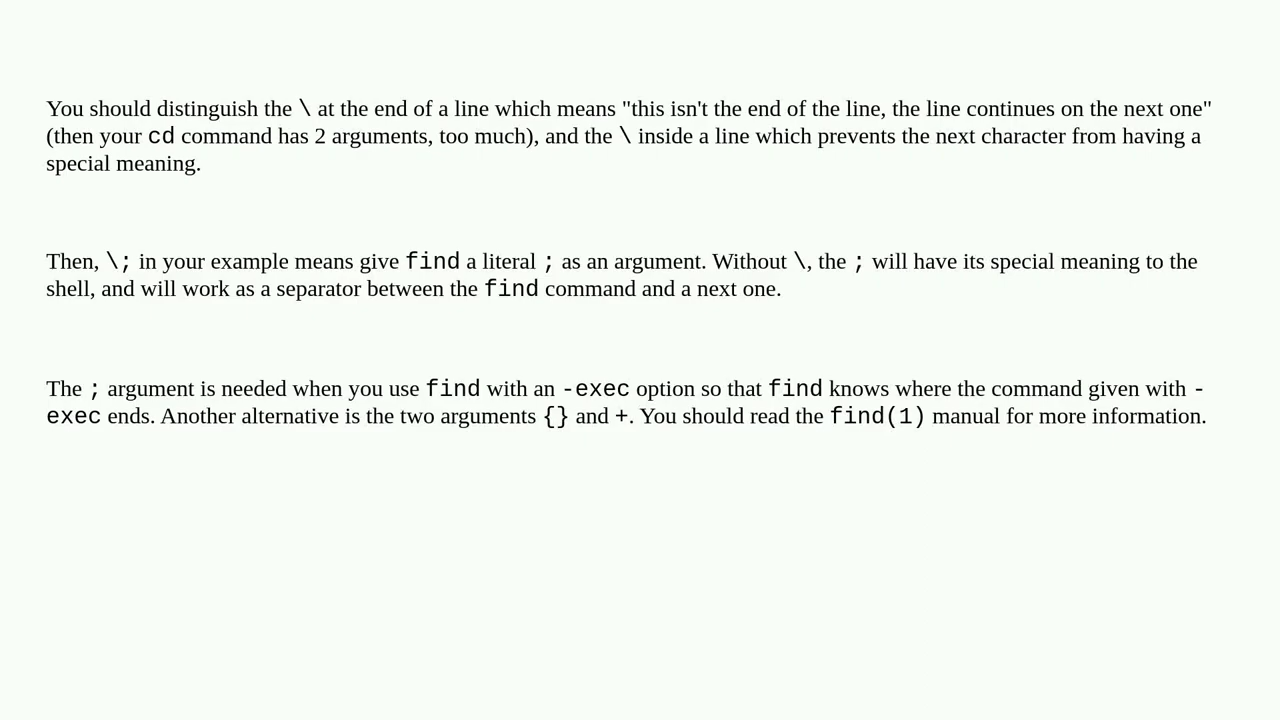 You should distinguish the \ at the end of a line which means "this isn't the end of the line, the line continues on the next one"
(then your cd command has 2 arguments, too much), and the \ inside a line which prevents the next character from having a
special meaning.
Then, \; in your example means give find a literal ; as an argument. Without \, the ; will have its special meaning to the
shell, and will work as a separator between the find command and a next one.
The ; argument is needed when you use find with an -exec option so that find knows where the command given with -
exec ends. Another alternative is the two arguments {} and +. You should read the find(1) manual for more information.